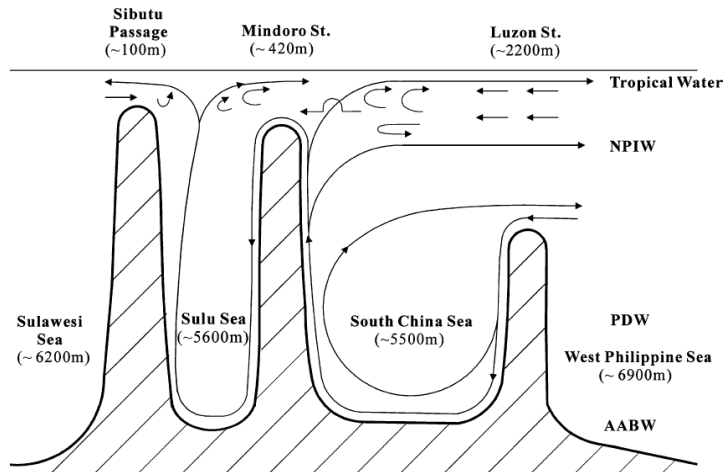 Sibutu
Passage
(~100m)
Mindoro St.
(~ 420m)
Luzon St.
(~2200m)
Tropical Water
NPIW
Sulawesi
Sea
(~ 6200m)
Sulu Sea
(~5600m)
South China Sea
(~5500m)
PDW
West Philippine Sea
(~ 6900m)
AABW